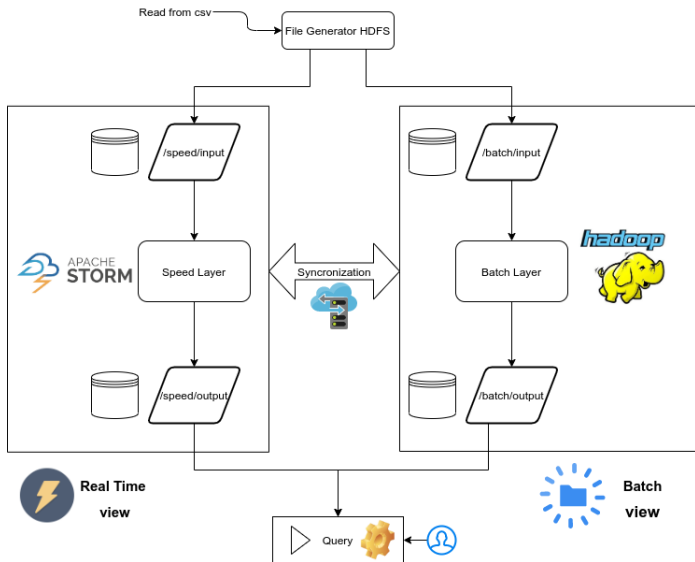 Read from csv
File Generator HDFS
/speed/input
/batch/input
APACHE
STORM
Speed Layer
Syncronization
Batch Layer
hadoop
/speed/output
/batch/output
Real Time
view
Batch
view
Query